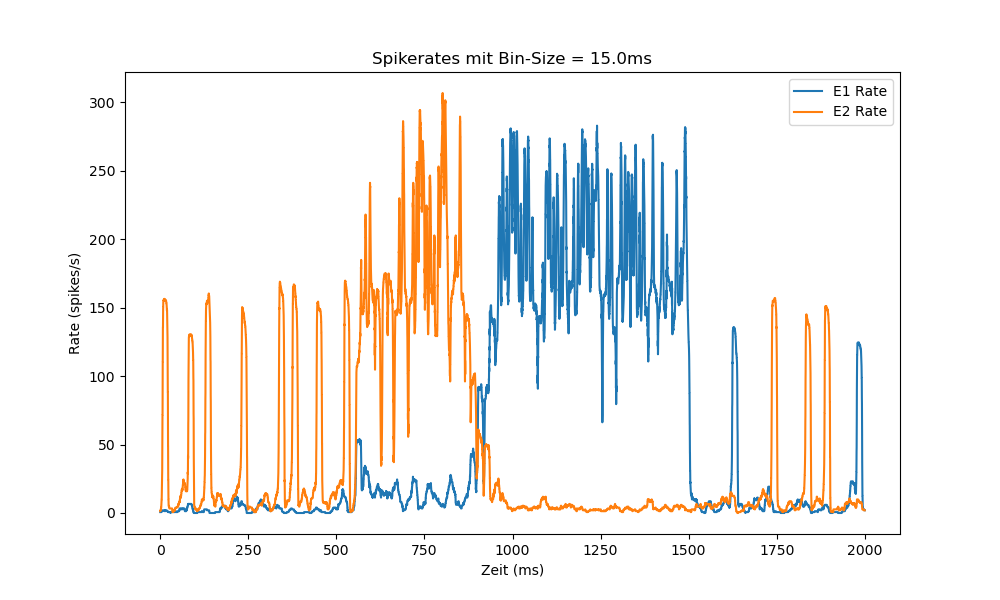 Spikerates mit Bin-Size = 15.0ms
E1 Rate
E2 Rate
300
250
200
150
100
50
0
Rate (spikes/s)
0 250 500 750 1000 1250 1500 1750 2000
Zeit (ms)